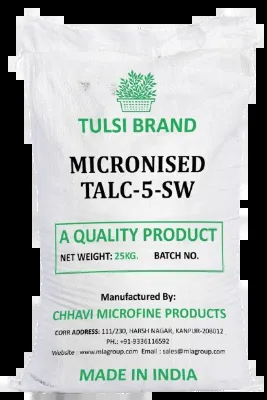 TULSI BRAND
MICRONISED
TALC-5-SW
A QUALITY PRODUCT
NET WEIGHT: 25KG. BATCH NO.
Manufactured By:
CHHAVI MICROFINE PRODUCTS
CORR ADDRESS: 111/230, HARSH NAGAR, KANPUR-208012
PH.: +91-9336116592
Website : www.mlagroup.com Email : sales@mlagroup.com
MADE IN INDIA